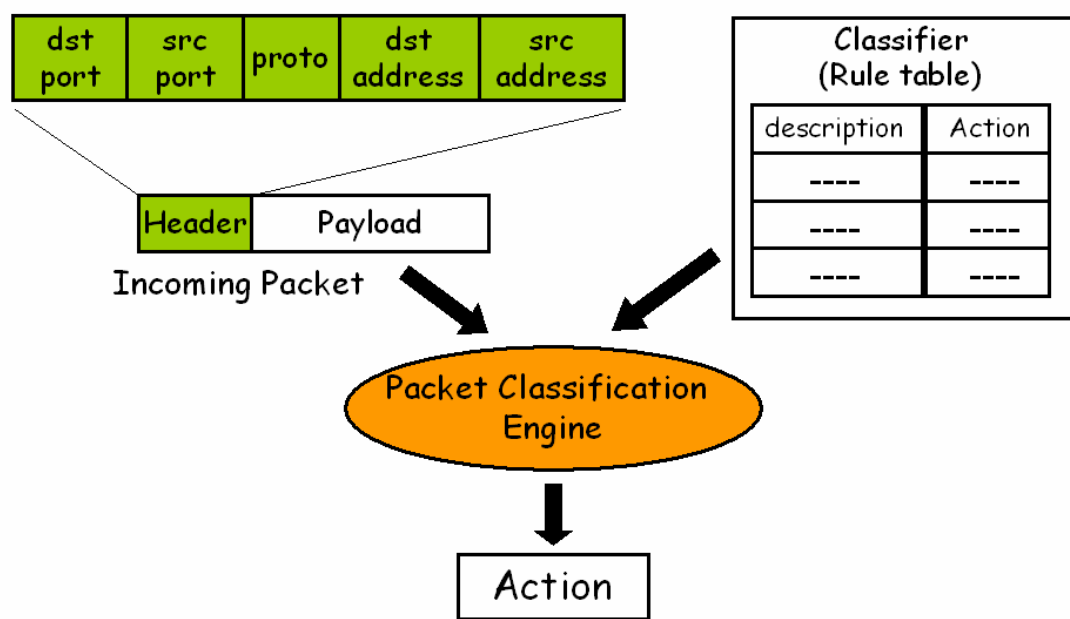 dst port
src port
proto
dst address
src address
Header
Payload
Incoming Packet
Classifier
(Rule table)
description
Action
----
----
----
----
----
----
Packet Classification
Engine
Action